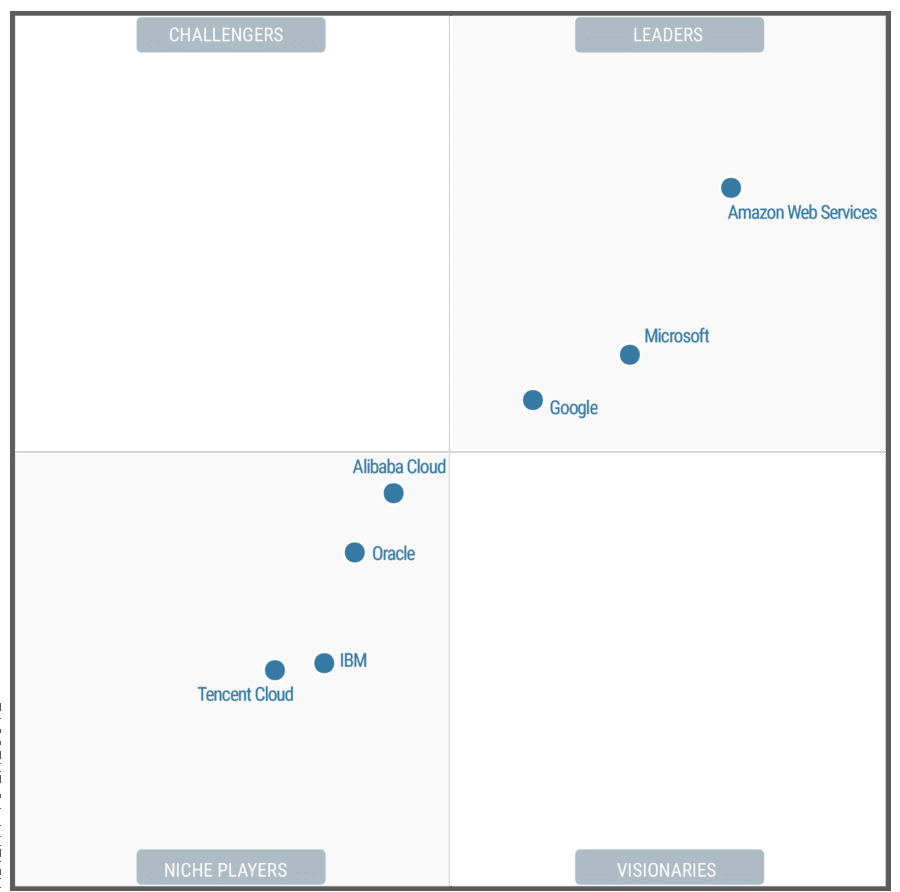 CHALLENGERS
LEADERS
Amazon Web Services
Microsoft
Google
Alibaba Cloud
Oracle
IBM
Tencent Cloud
NICHE PLAYERS
VISIONARIES